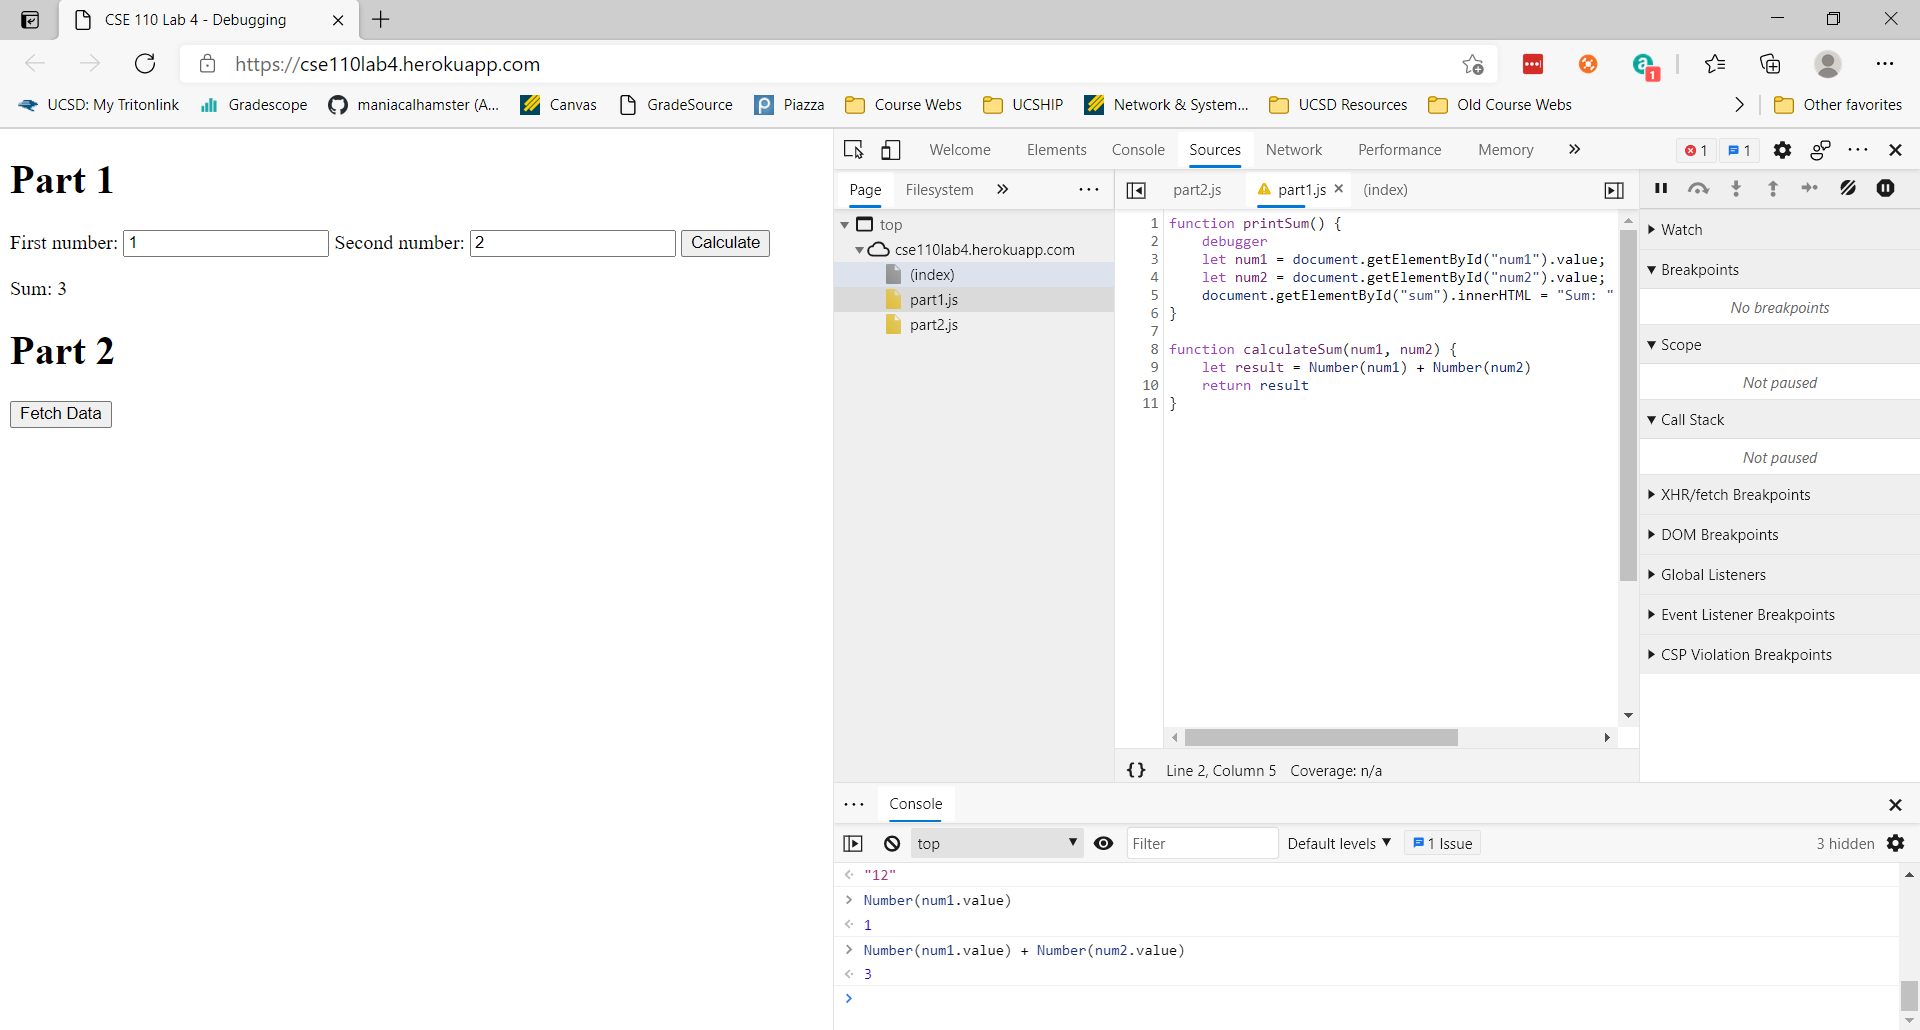 CSE 110 Lab 4 - Debugging
https://cse110lab4.herokuapp.com
1
UCSD: My Tritonlink Gradescope maniacalhamster (A... Canvas GradeSource Piazza Course Webs UCSHIP Network & System... UCSD Resources Old Course Webs Other favorites
Part 1
First number: 1 Second number: 2 Calculate
Sum: 3
Part 2
Fetch Data
Welcome Elements Console Sources Network Performance Memory 1 1
Page Filesystem
top
cse110lab4.herokuapp.com
(index)
part1.js
part2.js
part2.js part1.js (index)
1 function printSum() {
2 debugger
3 let num1 = document.getElementById("num1").value;
4 let num2 = document.getElementById("num2").value;
5 document.getElementById("sum").innerHTML = "Sum: "
6 }
7
8 function calculateSum(num1, num2) {
9 let result = Number(num1) + Number(num2)
10 return result
11 }
{} Line 2, Column 5 Coverage: n/a
Watch
Breakpoints
No breakpoints
Scope
Not paused
Call Stack
Not paused
XHR/fetch Breakpoints
DOM Breakpoints
Global Listeners
Event Listener Breakpoints
CSP Violation Breakpoints
Console
top Filter Default levels 1 Issue 3 hidden
"12"
Number(num1.value)
1
Number(num1.value) + Number(num2.value)
3